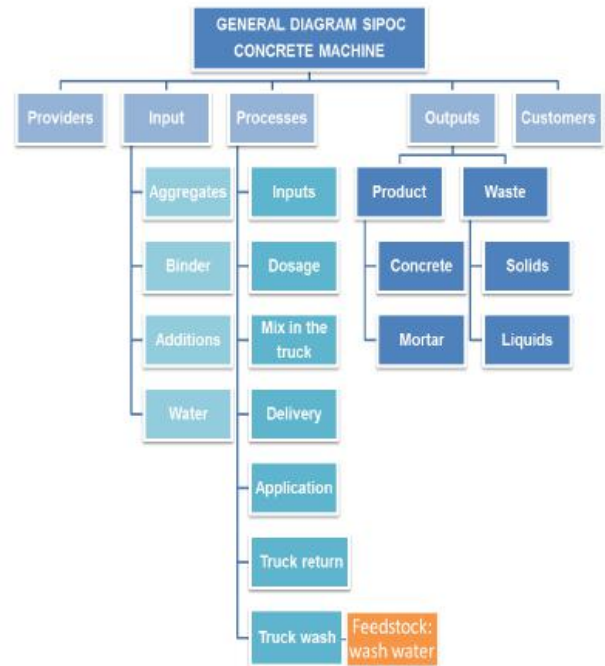 GENERAL DIAGRAM SIPOC
CONCRETE MACHINE
Providers
Input
Processes
Outputs
Customers
Aggregates
Inputs
Product
Waste
Binder
Dosage
Concrete
Solids
Additions
Mix in the
truck
Mortar
Liquids
Water
Delivery
Application
Truck return
Truck wash
Feedstock:
wash water